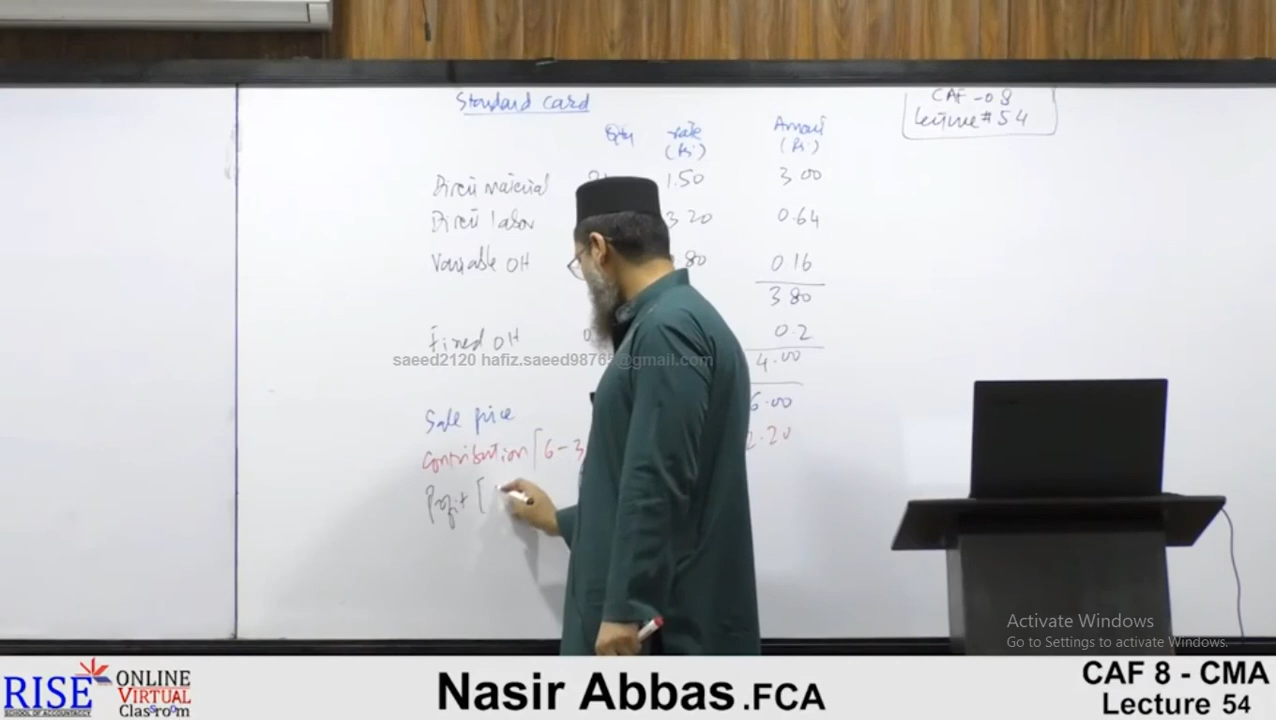 Standard card
CAF -08
Lecture # 54
Qty rate Amount
(Rs) (Rs)
Direct material 1.50 3.00
Direct labor 3.20 0.64
Variable OH .80 0.16
3.80
Fixed OH 0. 0.2
4.00
Sale price 6.00
Contribution [6-3 2.20
Profit [
saeed2120 hafiz.saeed9876@gmail.com
Activate Windows
Go to Settings to activate Windows.
RISE ONLINE
SCHOOL OF ACCOUNTANCY VIRTUAL
Classroom
Nasir Abbas.FCA
CAF 8 - CMA
Lecture 54